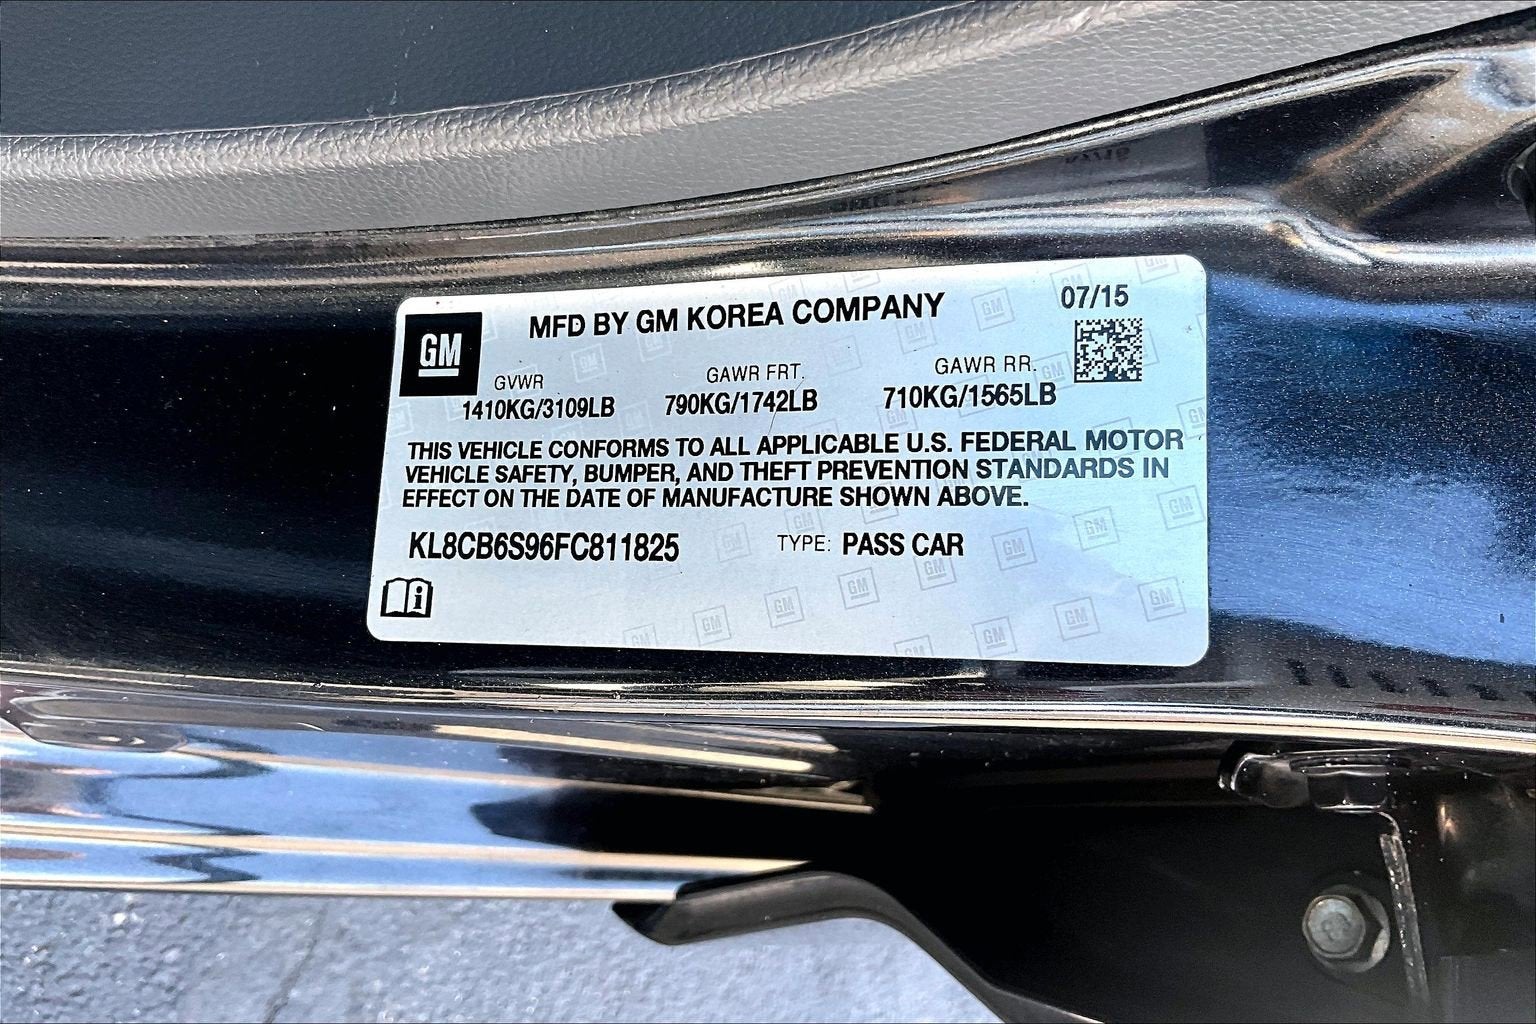 GM
MFD BY GM KOREA COMPANY
07/15
GVWR
GAWR FRT.
GAWR RR.
1410KG/3109LB
790KG/1742LB
710KG/1565LB
THIS VEHICLE CONFORMS TO ALL APPLICABLE U.S. FEDERAL MOTOR
VEHICLE SAFETY, BUMPER, AND THEFT PREVENTION STANDARDS IN
EFFECT ON THE DATE OF MANUFACTURE SHOWN ABOVE.
KL8CB6S96FC811825
TYPE: PASS CAR